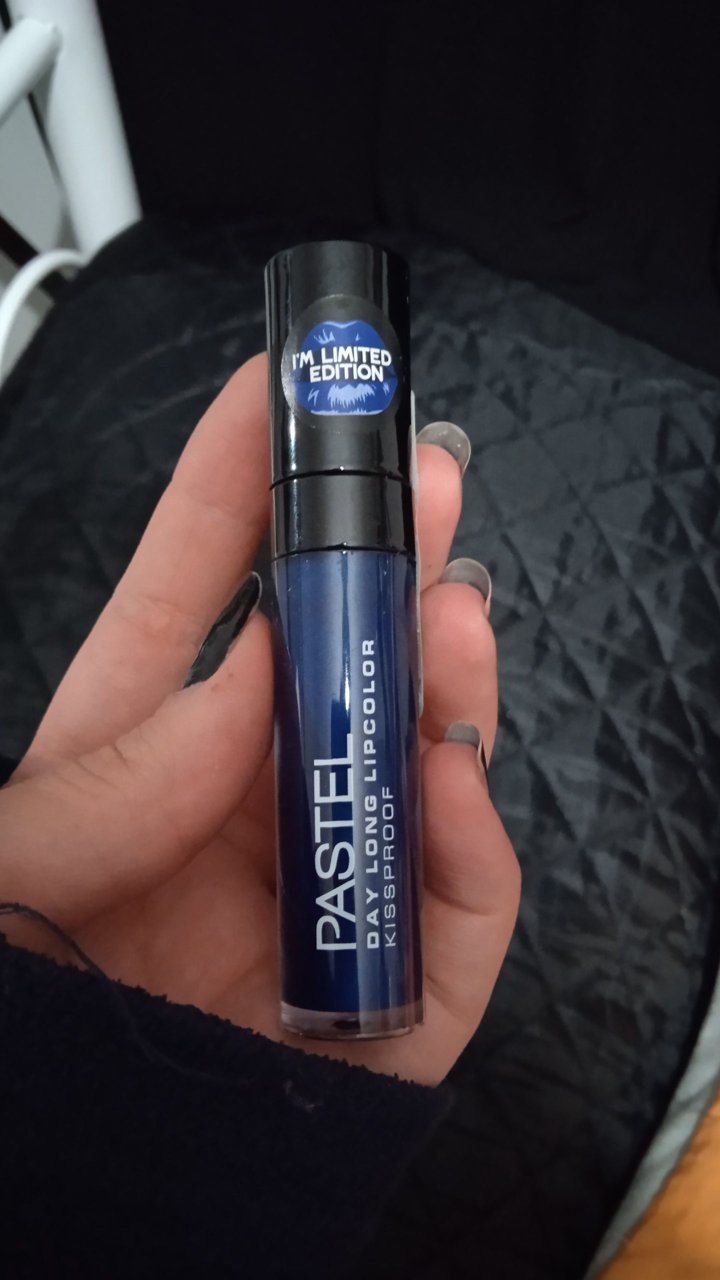 I'M LIMITED
EDITION
PASTEL
DAY LONG LIPCOLOR
KISSPROOF